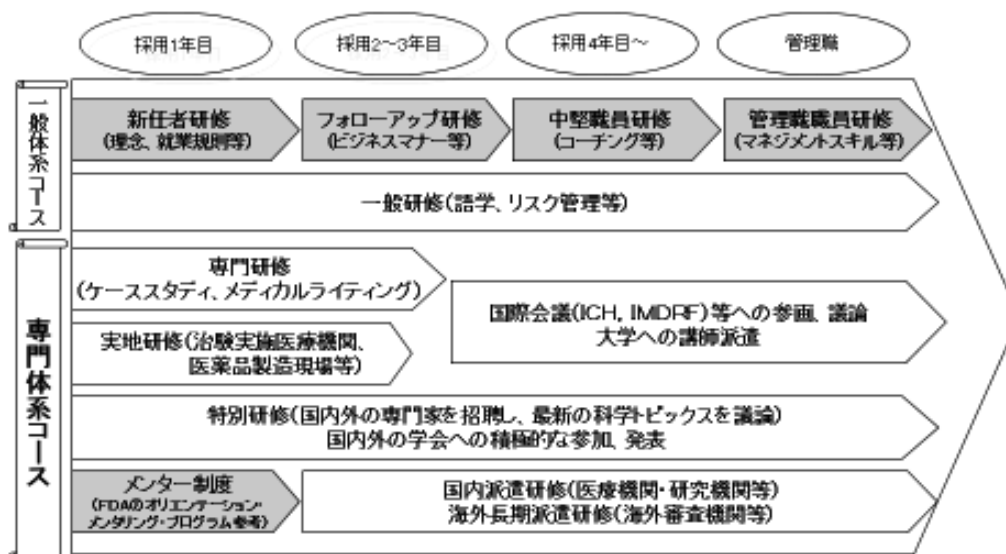 採用1年目
採用2～3年目
採用4年目～
管理職
一般体系コース
新任者研修
(理念、就業規則等)
フォローアップ研修
(ビジネスマナー等)
中堅職員研修
(コーチング等)
管理職職員研修
(マネジメントスキル等)
一般研修(語学、リスク管理等)
専門体系コース
専門研修
(ケーススタディ、メディカルライティング)
実地研修(治験実施医療機関、
医薬品製造現場等)
国際会議(ICH, IMDRF)等への参画、議論
大学への講師派遣
特別研修(国内外の専門家を招聘し、最新の科学トピックスを議論)
国内外の学会への積極的な参加、発表
メンター制度
(FDAのオリエンテーション・
メンタリング・プログラム参考)
国内派遣研修(医療機関・研究機関等)
海外長期派遣研修(海外審査機関等)